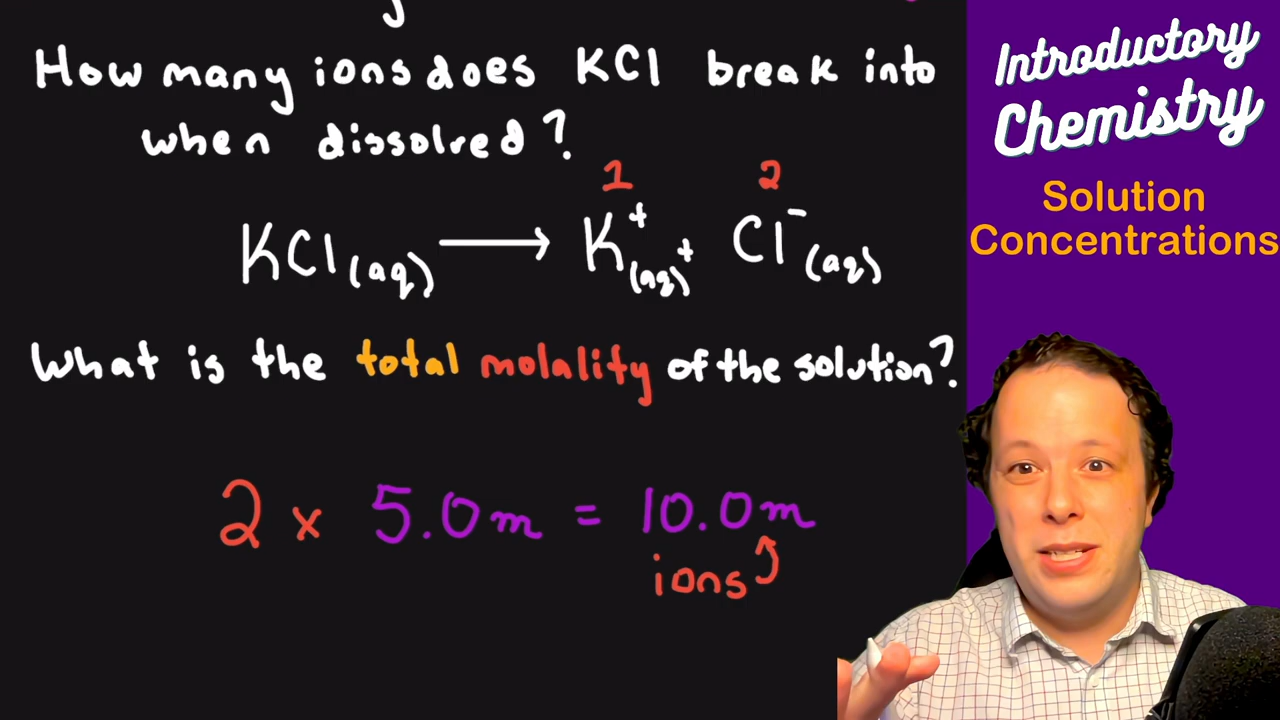 How many ions does KCl break into
when dissolved?
1 2
KCl(aq) → K⁺(aq) + Cl⁻(aq)
What is the total molality of the solution?
2 x 5.0m = 10.0m
ions
Introductory
Chemistry
Solution
Concentrations